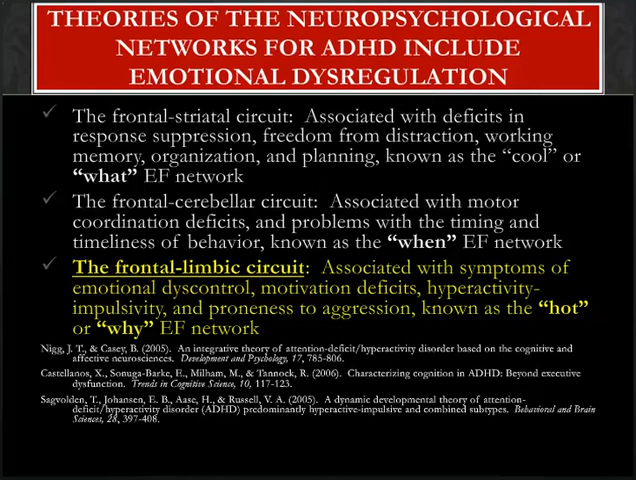 THEORIES OF THE NEUROPSYCHOLOGICAL
NETWORKS FOR ADHD INCLUDE
EMOTIONAL DYSREGULATION
The frontal-striatal circuit: Associated with deficits in
response suppression, freedom from distraction, working
memory, organization, and planning, known as the “cool” or
“what” EF network
The frontal-cerebellar circuit: Associated with motor
coordination deficits, and problems with the timing and
timeliness of behavior, known as the “when” EF network
The frontal-limbic circuit: Associated with symptoms of
emotional dyscontrol, motivation deficits, hyperactivity-
impulsivity, and proneness to aggression, known as the “hot”
or “why” EF network
Nigg, J. T., & Casey, B. (2005). An integrative theory of attention-deficit/hyperactivity disorder based on the cognitive and
affective neurosciences. Development and Psychology, 17, 785-806.
Castellanos, X., Sonuga-Barke, E., Milham, M., & Tannock, R. (2006). Characterizing cognition in ADHD: Beyond executive
dysfunction. Trends in Cognitive Science, 10, 117-123.
Sagvolden, T., Johansen, E. B., Aase, H., & Russell, V. A. (2005). A dynamic developmental theory of attention-
deficit/hyperactivity disorder (ADHD) predominantly hyperactive-impulsive and combined subtypes. Behavioral and Brain
Sciences, 28, 397-408.